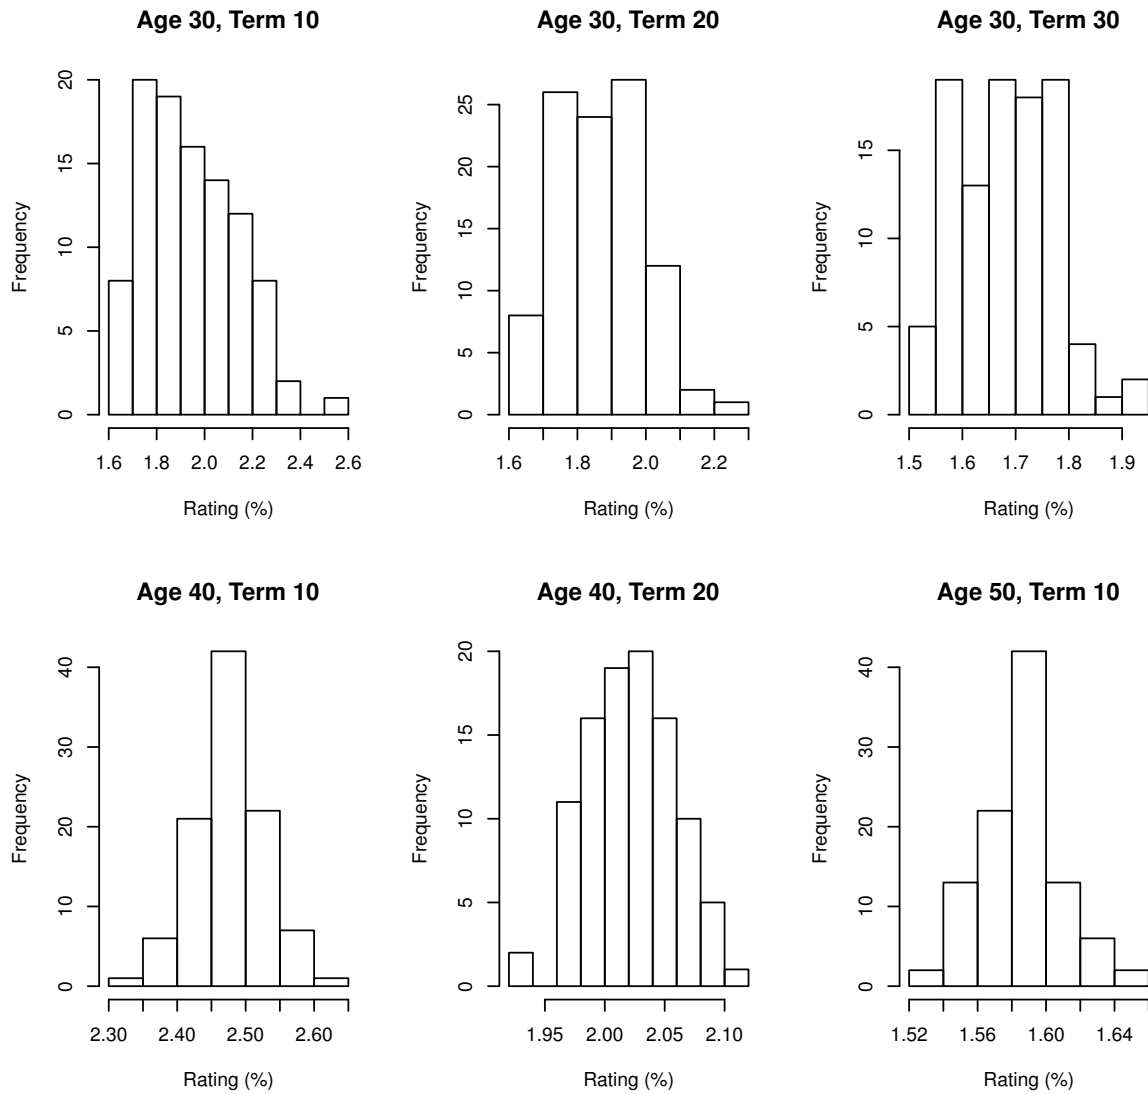 Age 30, Term 10
Frequency
0 5 10 15 20
1.6 1.8 2.0 2.2 2.4 2.6
Rating (%)
Age 30, Term 20
Frequency
0 5 10 15 20 25
1.6 1.8 2.0 2.2
Rating (%)
Age 30, Term 30
Frequency
0 5 10 15
1.5 1.6 1.7 1.8 1.9
Rating (%)
Age 40, Term 10
Frequency
0 10 20 30 40
2.30 2.40 2.50 2.60
Rating (%)
Age 40, Term 20
Frequency
0 5 10 15 20
1.95 2.00 2.05 2.10
Rating (%)
Age 50, Term 10
Frequency
0 10 20 30 40
1.52 1.56 1.60 1.64
Rating (%)